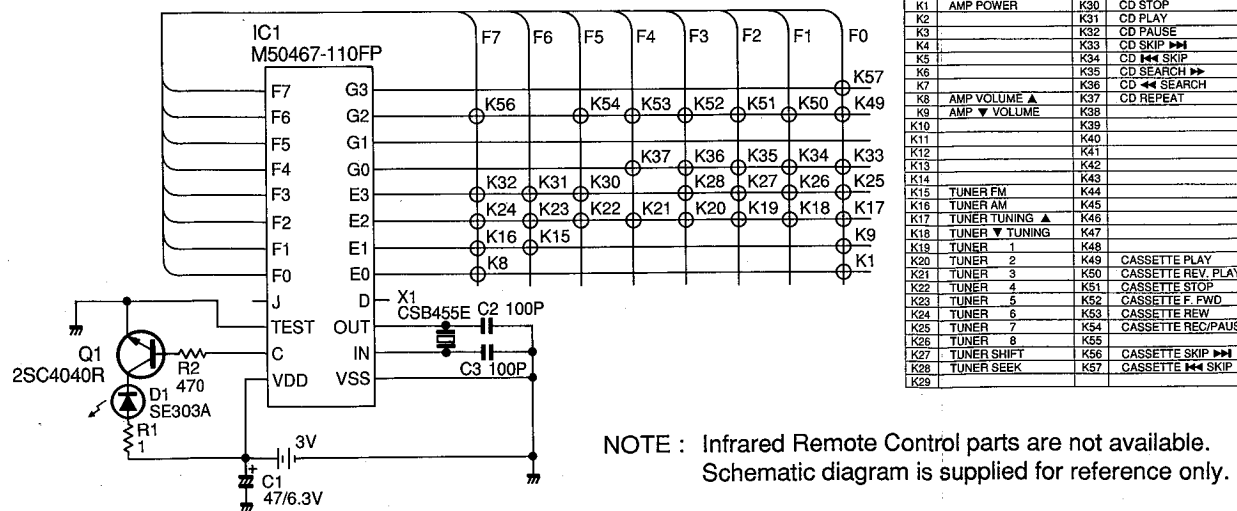 IC1
M50467-110FP
F7 F6 F5 F4 F3 F2 F1 F0
F7 G3 K57
F6 G2 K56 K54 K53 K52 K51 K50 K49
F5 G1
F4 G0 K37 K36 K35 K34 K33
F3 E3 K32 K31 K30 K28 K27 K26 K25
F2 E2 K24 K23 K22 K21 K20 K19 K18 K17
F1 E1 K16 K15 K9
F0 E0 K8 K1
J D X1
CSB455E C2 100P
TEST OUT
Q1 C IN
2SC4040R R2 470 C3 100P
VDD VSS
D1
SE303A
R1
1
3V
+
C1
47/6.3V
K1 AMP POWER K30 CD STOP
K2 K31 CD PLAY
K3 K32 CD PAUSE
K4 K33 CD SKIP ▶▶|
K5 K34 CD |◀◀ SKIP
K6 K35 CD SEARCH ▶▶
K7 K36 CD ◀◀ SEARCH
K8 AMP VOLUME ▲ K37 CD REPEAT
K9 AMP ▼ VOLUME K38
K10 K39
K11 K40
K12 K41
K13 K42
K14 K43
K15 TUNER FM K44
K16 TUNER AM K45
K17 TUNER TUNING ▲ K46
K18 TUNER ▼ TUNING K47
K19 TUNER 1 K48
K20 TUNER 2 K49 CASSETTE PLAY
K21 TUNER 3 K50 CASSETTE REV. PLAY
K22 TUNER 4 K51 CASSETTE STOP
K23 TUNER 5 K52 CASSETTE F. FWD
K24 TUNER 6 K53 CASSETTE REW
K25 TUNER 7 K54 CASSETTE REC/PAUS
K26 TUNER 8 K55
K27 TUNER SHIFT K56 CASSETTE SKIP ▶▶|
K28 TUNER SEEK K57 CASSETTE |◀◀ SKIP
K29
NOTE : Infrared Remote Control parts are not available.
Schematic diagram is supplied for reference only.